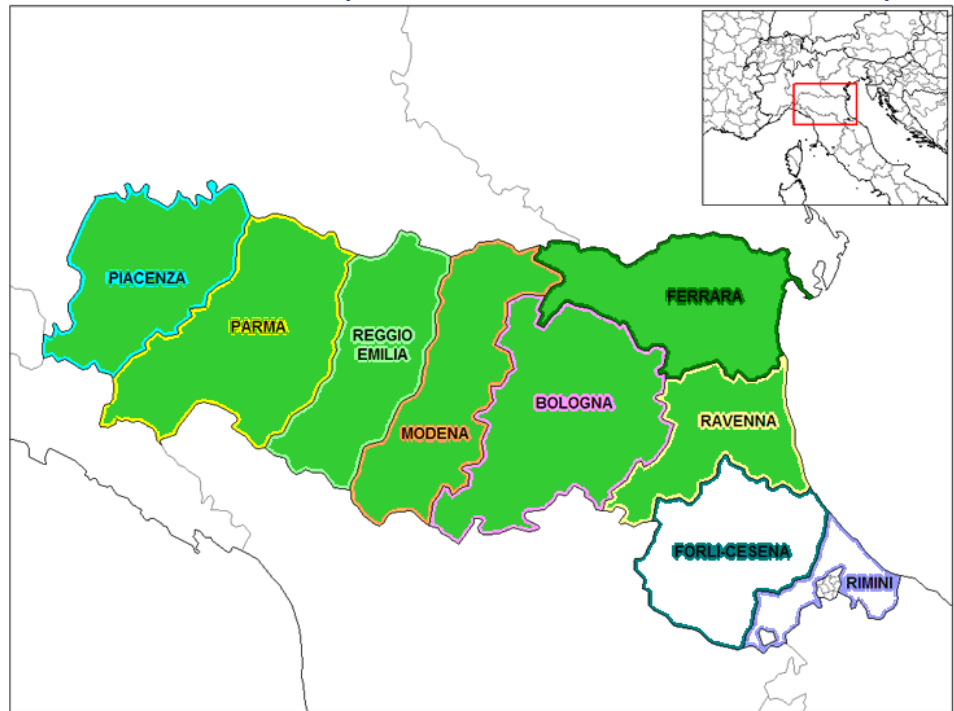 PIACENZA
PARMA
REGGIO
EMILIA
MODENA
BOLOGNA
FERRARA
RAVENNA
FORLI-CESENA
RIMINI